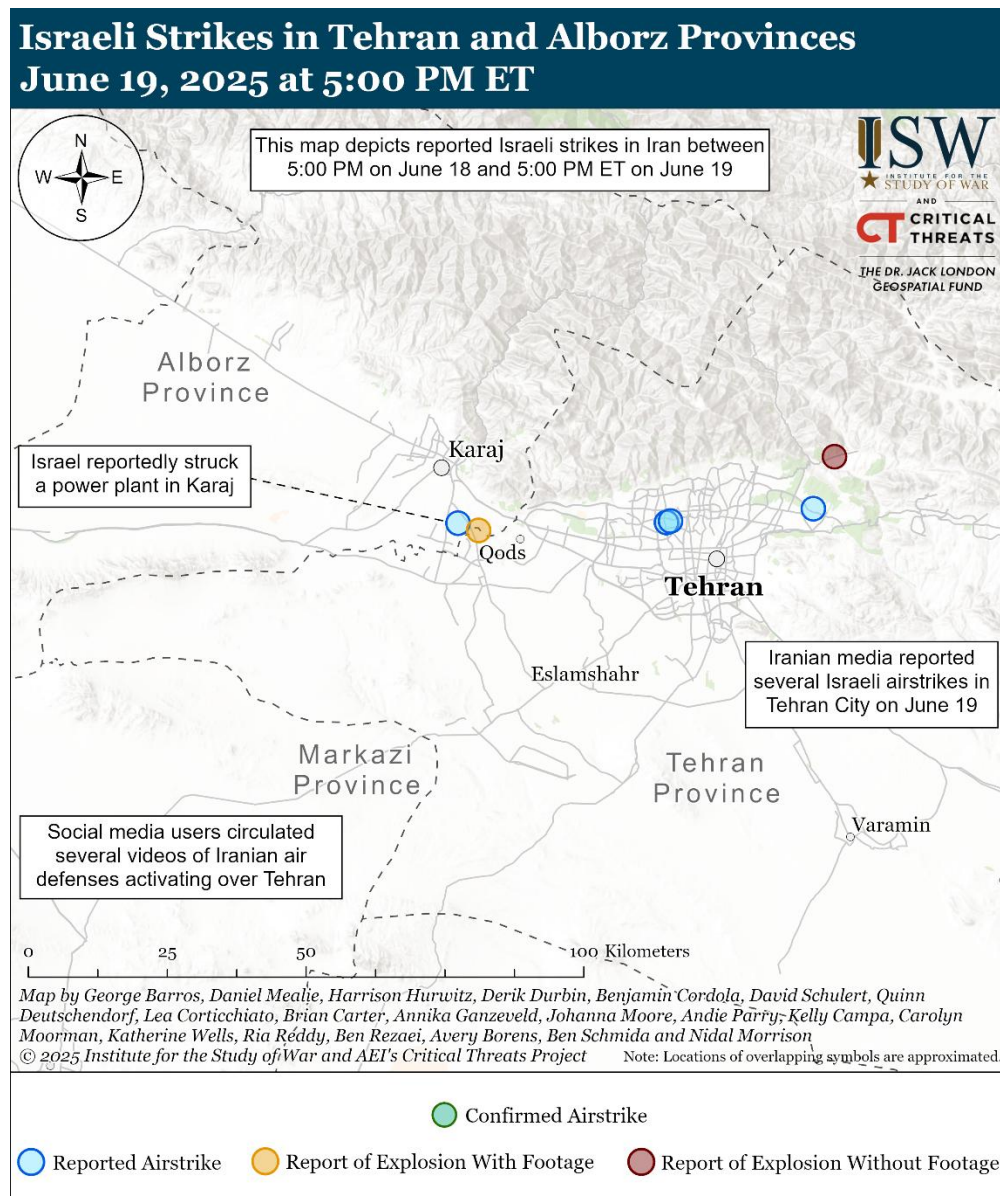 Israeli Strikes in Tehran and Alborz Provinces
June 19, 2025 at 5:00 PM ET
N
W E
S
This map depicts reported Israeli strikes in Iran between
5:00 PM on June 18 and 5:00 PM ET on June 19
ISW
INSTITUTE FOR THE
STUDY OF WAR
AND
CT CRITICAL
THREATS
THE DR. JACK LONDON
GEOSPATIAL FUND
Alborz
Province
Karaj
Israel reportedly struck
a power plant in Karaj
Qods
Tehran
Eslamshahr
Iranian media reported
several Israeli airstrikes in
Tehran City on June 19
Markazi
Province
Tehran
Province
Social media users circulated
several videos of Iranian air
defenses activating over Tehran
Varamin
0 25 50 100 Kilometers
Map by George Barros, Daniel Mealie, Harrison Hurwitz, Derik Durbin, Benjamin Cordola, David Schulert, Quinn
Deutschendorf, Lea Corticchiato, Brian Carter, Annika Ganzeveld, Johanna Moore, Andie Parry, Kelly Campa, Carolyn
Moorman, Katherine Wells, Ria Reddy, Ben Rezaei, Avery Borens, Ben Schmida and Nidal Morrison
© 2025 Institute for the Study of War and AEI's Critical Threats Project Note: Locations of overlapping symbols are approximated.
Confirmed Airstrike
Reported Airstrike Report of Explosion With Footage Report of Explosion Without Footage